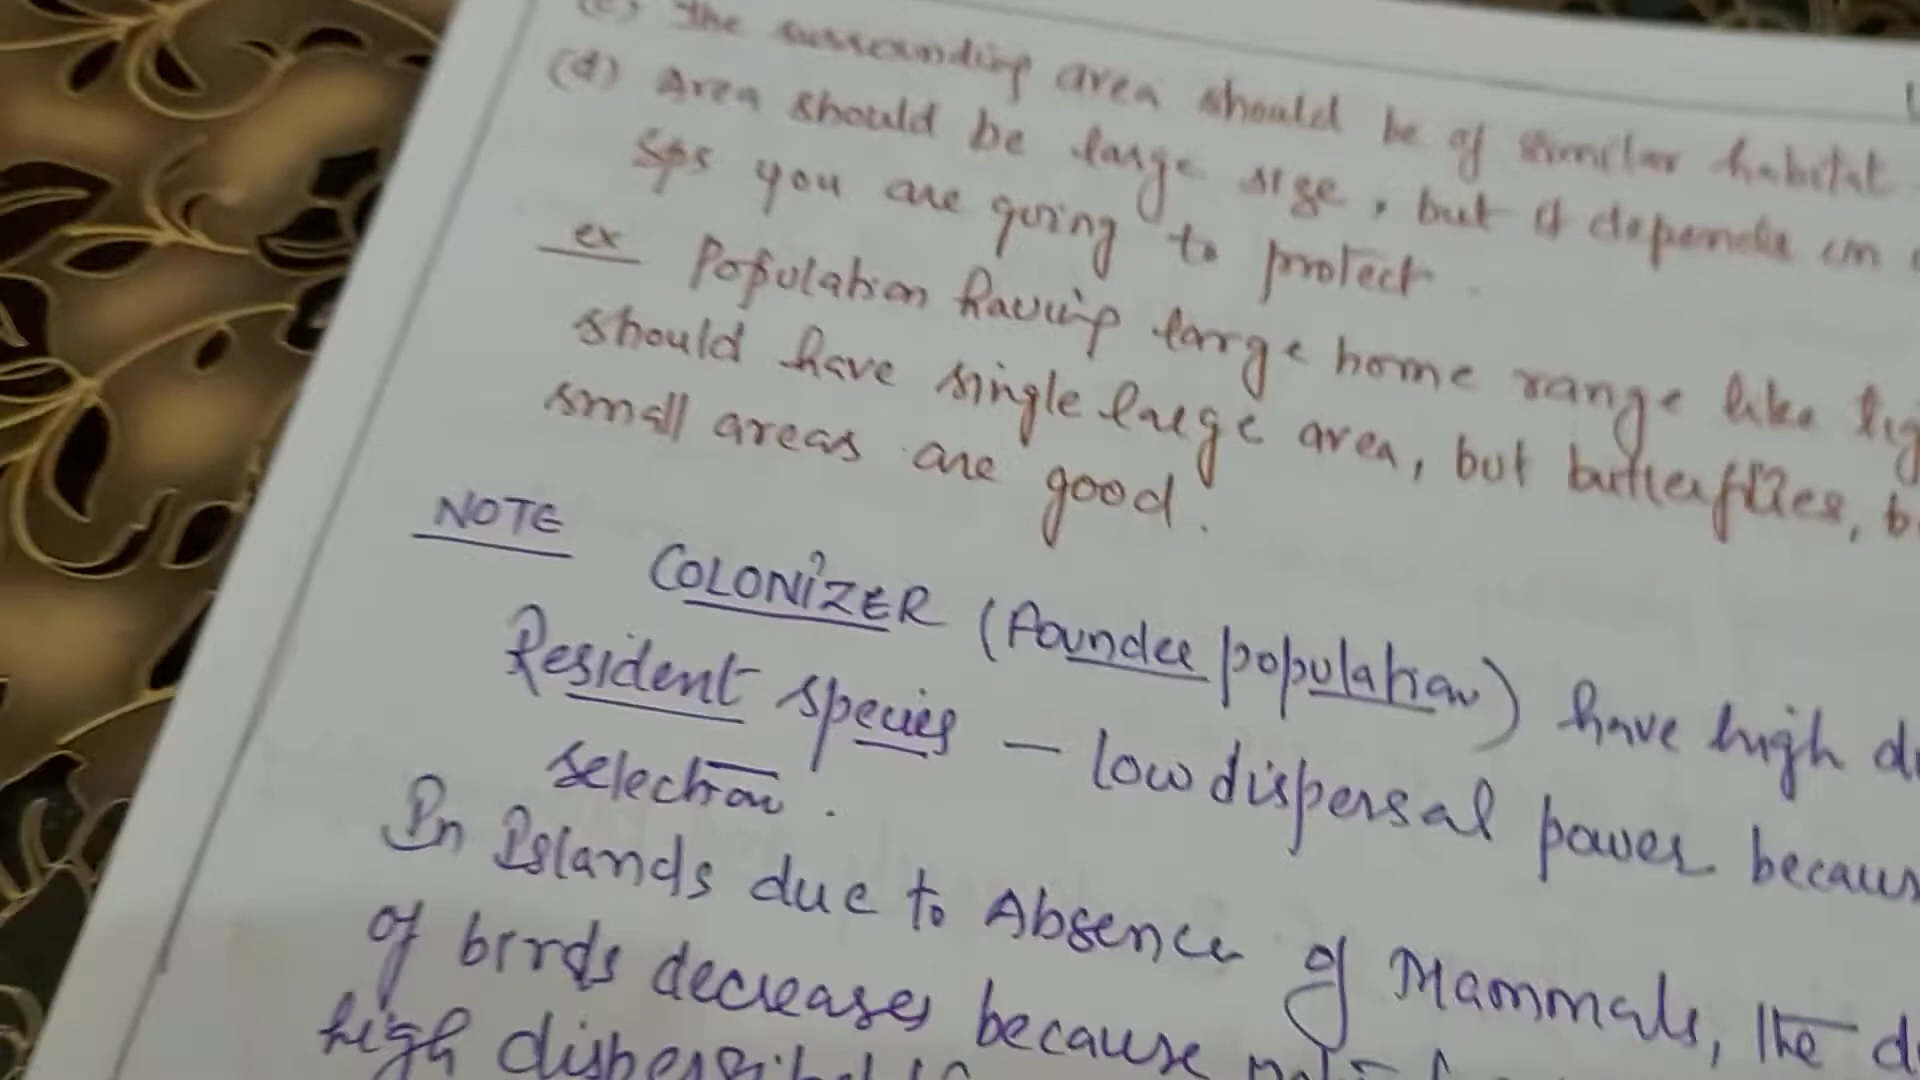 (c) The surrounding area should be of similar habitat
(d) Area should be large size, but it depends on
sps you are going to protect.
ex Population having large home range like
should have single large area, but butterflies,
small areas are good.
NOTE
COLONIZER (Founder population) have high
Resident species – low dispersal power
selection.
In Islands due to Absence of Mammals, the
of birds decreases because
high